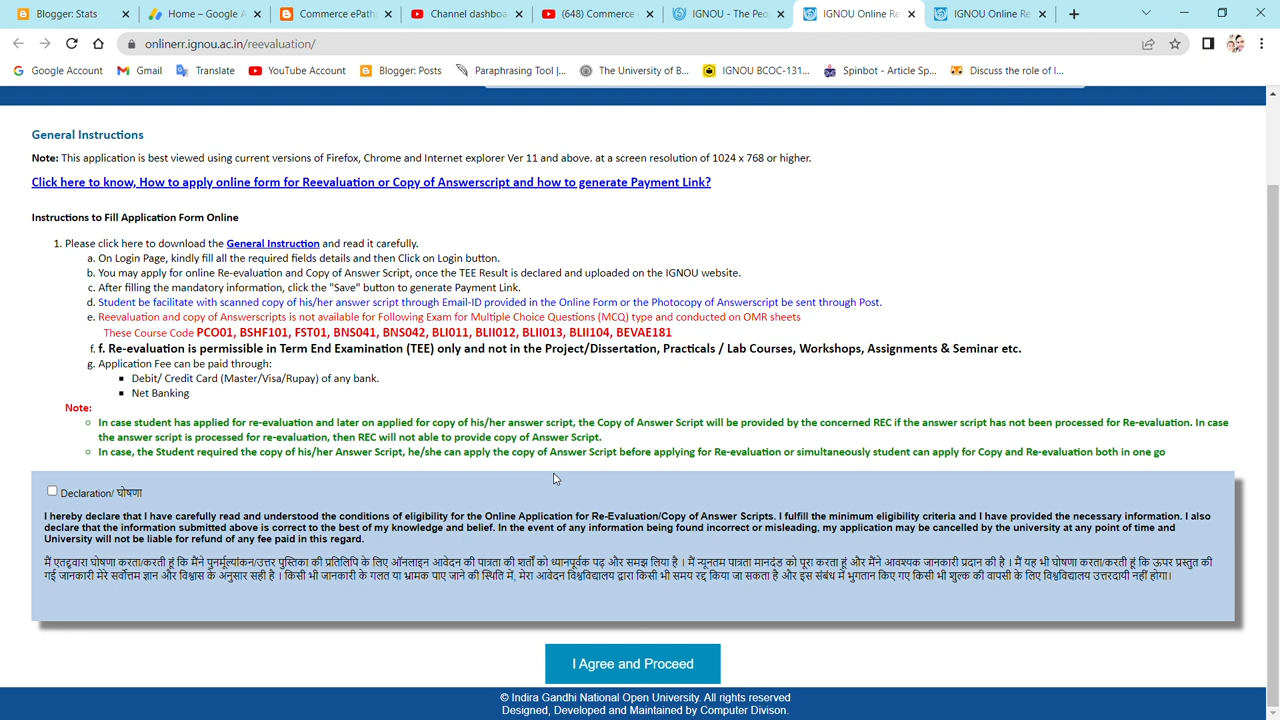 Blogger: Stats
Home – Google A
Commerce ePath
Channel dashboa
(648) Commerce
IGNOU - The Peo
IGNOU Online Re
IGNOU Online Re
onlinerr.ignou.ac.in/reevaluation/
Google Account
Gmail
Translate
YouTube Account
Blogger: Posts
Paraphrasing Tool |...
The University of B...
IGNOU BCOC-131...
Spinbot - Article Sp...
Discuss the role of I...
General Instructions
Note: This application is best viewed using current versions of Firefox, Chrome and Internet explorer Ver 11 and above. at a screen resolution of 1024 x 768 or higher.
Click here to know, How to apply online form for Reevaluation or Copy of Answerscript and how to generate Payment Link?
Instructions to Fill Application Form Online
1. Please click here to download the General Instruction and read it carefully.
a. On Login Page, kindly fill all the required fields details and then Click on Login button.
b. You may apply for online Re-evaluation and Copy of Answer Script, once the TEE Result is declared and uploaded on the IGNOU website.
c. After filling the mandatory information, click the "Save" button to generate Payment Link.
d. Student be facilitate with scanned copy of his/her answer script through Email-ID provided in the Online Form or the Photocopy of Answerscript be sent through Post.
e. Reevaluation and copy of Answerscripts is not available for Following Exam for Multiple Choice Questions (MCQ) type and conducted on OMR sheets
These Course Code PCO01, BSHF101, FST01, BNS041, BNS042, BLI011, BLII012, BLII013, BLII104, BEVAE181
f. f. Re-evaluation is permissible in Term End Examination (TEE) only and not in the Project/Dissertation, Practicals / Lab Courses, Workshops, Assignments & Seminar etc.
g. Application Fee can be paid through:
Debit/ Credit Card (Master/Visa/Rupay) of any bank.
Net Banking
Note:
In case student has applied for re-evaluation and later on applied for copy of his/her answer script, the Copy of Answer Script will be provided by the concerned REC if the answer script has not been processed for Re-evaluation. In case
the answer script is processed for re-evaluation, then REC will not able to provide copy of Answer Script.
In case, the Student required the copy of his/her Answer Script, he/she can apply the copy of Answer Script before applying for Re-evaluation or simultaneously student can apply for Copy and Re-evaluation both in one go
Declaration/ घोषणा
I hereby declare that I have carefully read and understood the conditions of eligibility for the Online Application for Re-Evaluation/Copy of Answer Scripts. I fulfill the minimum eligibility criteria and I have provided the necessary information. I also
declare that the information submitted above is correct to the best of my knowledge and belief. In the event of any information being found incorrect or misleading, my application may be cancelled by the university at any point of time and
University will not be liable for refund of any fee paid in this regard.
मैं एतद्द्वारा घोषणा करता/करती हूं कि मैंने पुनर्मूल्यांकन/उत्तर पुस्तिका की प्रतिलिपि के लिए ऑनलाइन आवेदन की पात्रता की शर्तों को ध्यानपूर्वक पढ़ और समझ लिया है । मैं न्यूनतम पात्रता मानदंड को पूरा करता हूं और मैंने आवश्यक जानकारी प्रदान की है । मैं यह भी घोषणा करता/करती हूं कि ऊपर प्रस्तुत की
गई जानकारी मेरे सर्वोत्तम ज्ञान और विश्वास के अनुसार सही है । किसी भी जानकारी के गलत या भ्रामक पाए जाने की स्थिति में, मेरा आवेदन विश्वविद्यालय द्वारा किसी भी समय रद्द किया जा सकता है और इस संबंध में भुगतान किए गए किसी भी शुल्क की वापसी के लिए विश्वविद्यालय उत्तरदायी नहीं होगा।
I Agree and Proceed
© Indira Gandhi National Open University. All rights reserved
Designed, Developed and Maintained by Computer Divison.